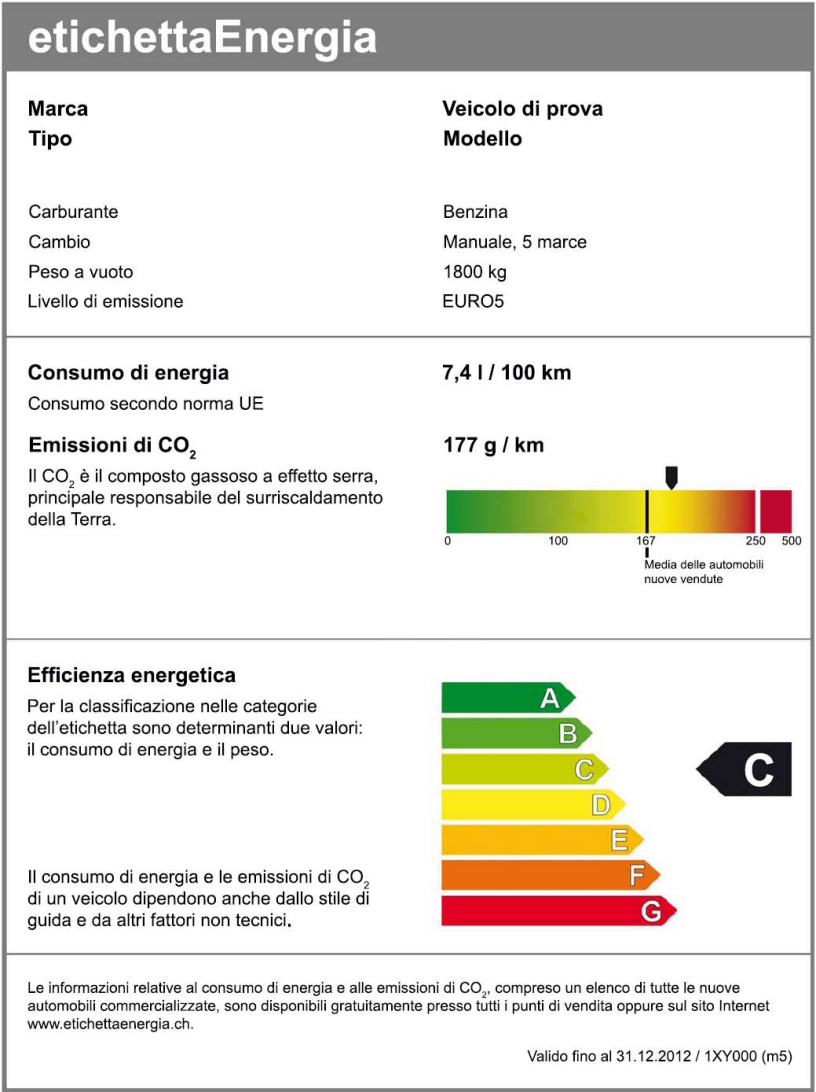 etichettaEnergia
Marca Veicolo di prova
Tipo Modello
Carburante Benzina
Cambio Manuale, 5 marce
Peso a vuoto 1800 kg
Livello di emissione EURO5
Consumo di energia 7,4 l / 100 km
Consumo secondo norma UE
Emissioni di CO₂ 177 g / km
Il CO₂ è il composto gassoso a effetto serra,
principale responsabile del surriscaldamento
della Terra.
0 100 167 250 500
Media delle automobili
nuove vendute
Efficienza energetica
Per la classificazione nelle categorie
dell'etichetta sono determinanti due valori:
il consumo di energia e il peso.
A
B
C
D
E
F
G
C
Il consumo di energia e le emissioni di CO₂
di un veicolo dipendono anche dallo stile di
guida e da altri fattori non tecnici.
Le informazioni relative al consumo di energia e alle emissioni di CO₂, compreso un elenco di tutte le nuove
automobili commercializzate, sono disponibili gratuitamente presso tutti i punti di vendita oppure sul sito Internet
www.etichettaenergia.ch.
Valido fino al 31.12.2012 / 1XY000 (m5)